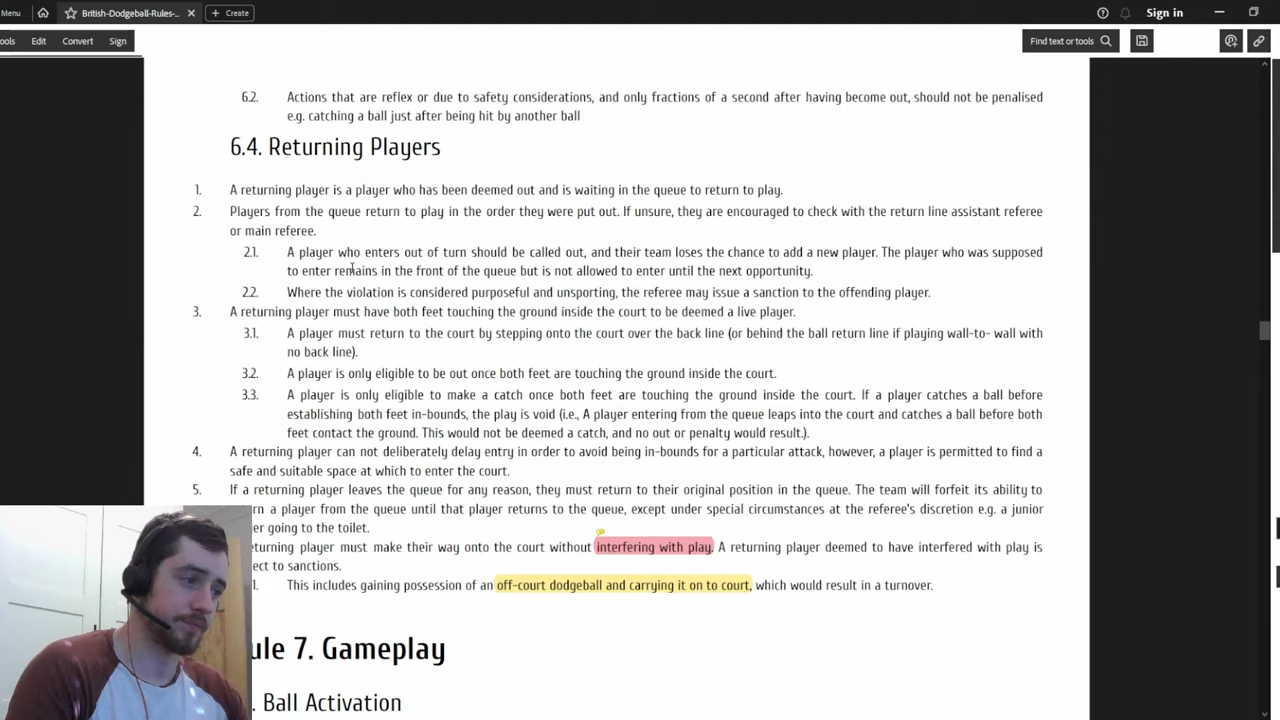 Menu
British-Dodgeball-Rules-...
Create
Sign in
ools
Edit
Convert
Sign
Find text or tools
6.2. Actions that are reflex or due to safety considerations, and only fractions of a second after having become out, should not be penalised
e.g. catching a ball just after being hit by another ball
6.4. Returning Players
1. A returning player is a player who has been deemed out and is waiting in the queue to return to play.
2. Players from the queue return to play in the order they were put out. If unsure, they are encouraged to check with the return line assistant referee
or main referee.
2.1. A player who enters out of turn should be called out, and their team loses the chance to add a new player. The player who was supposed
to enter remains in the front of the queue but is not allowed to enter until the next opportunity.
2.2. Where the violation is considered purposeful and unsporting, the referee may issue a sanction to the offending player.
3. A returning player must have both feet touching the ground inside the court to be deemed a live player.
3.1. A player must return to the court by stepping onto the court over the back line (or behind the ball return line if playing wall-to- wall with
no back line).
3.2. A player is only eligible to be out once both feet are touching the ground inside the court.
3.3. A player is only eligible to make a catch once both feet are touching the ground inside the court. If a player catches a ball before
establishing both feet in-bounds, the play is void (i.e., A player entering from the queue leaps into the court and catches a ball before both
feet contact the ground. This would not be deemed a catch, and no out or penalty would result.).
4. A returning player can not deliberately delay entry in order to avoid being in-bounds for a particular attack, however, a player is permitted to find a
safe and suitable space at which to enter the court.
5. If a returning player leaves the queue for any reason, they must return to their original position in the queue. The team will forfeit its ability to
rn a player from the queue until that player returns to the queue, except under special circumstances at the referee's discretion e.g. a junior
er going to the toilet.
eturning player must make their way onto the court without interfering with play. A returning player deemed to have interfered with play is
ect to sanctions.
1. This includes gaining possession of an off-court dodgeball and carrying it on to court, which would result in a turnover.
ule 7. Gameplay
. Ball Activation